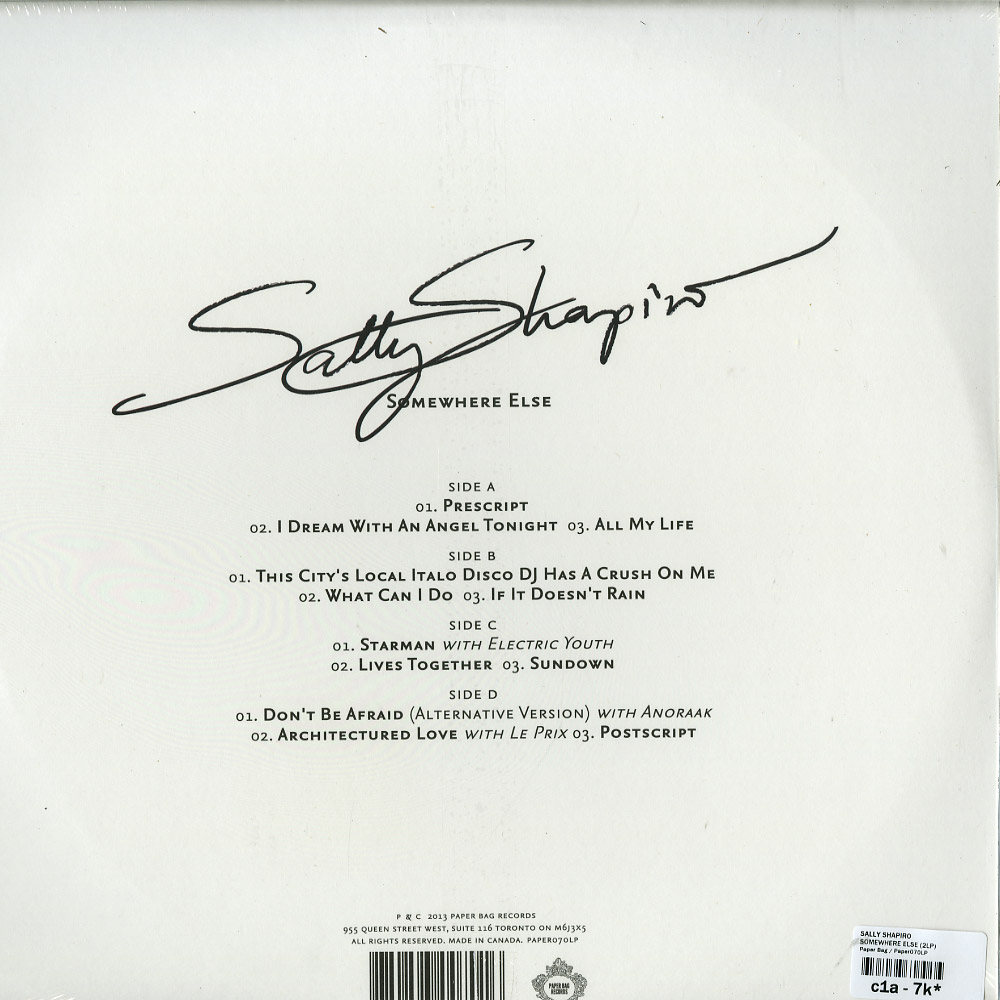 Sally Shapiro
Somewhere Else
SIDE A
01. Prescript
02. I Dream With An Angel Tonight 03. All My Life
SIDE B
01. This City's Local Italo Disco DJ Has A Crush On Me
02. What Can I Do 03. If It Doesn't Rain
SIDE C
01. Starman with Electric Youth
02. Lives Together 03. Sundown
SIDE D
01. Don't Be Afraid (Alternative Version) with Anoraak
02. Architectured Love with Le Prix 03. Postscript
P & C 2013 PAPER BAG RECORDS
955 QUEEN STREET WEST, SUITE 116 TORONTO ON M6J3X5
ALL RIGHTS RESERVED. MADE IN CANADA. PAPER070LP
PAPER BAG
RECORDS
SALLY SHAPIRO
SOMEWHERE ELSE (2LP)
Paper Bag / Paper070LP
c1a - 7k*